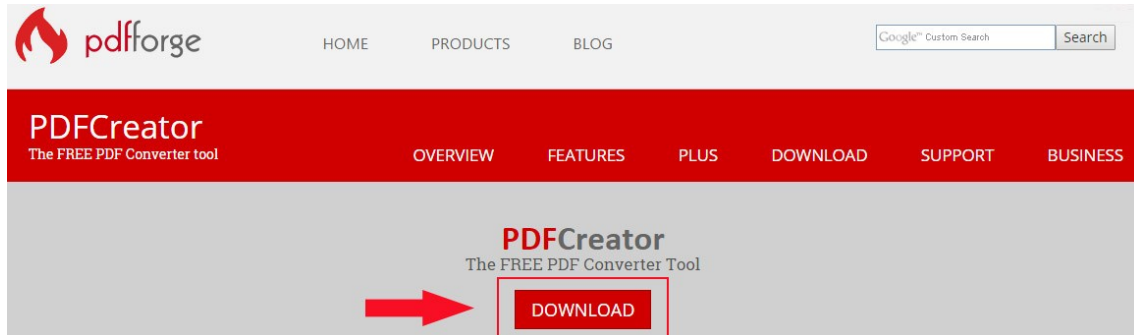 pdfforge
HOME PRODUCTS BLOG
Google™ Custom Search Search
PDFCreator
The FREE PDF Converter tool
OVERVIEW FEATURES PLUS DOWNLOAD SUPPORT BUSINESS
PDFCreator
The FREE PDF Converter Tool
DOWNLOAD